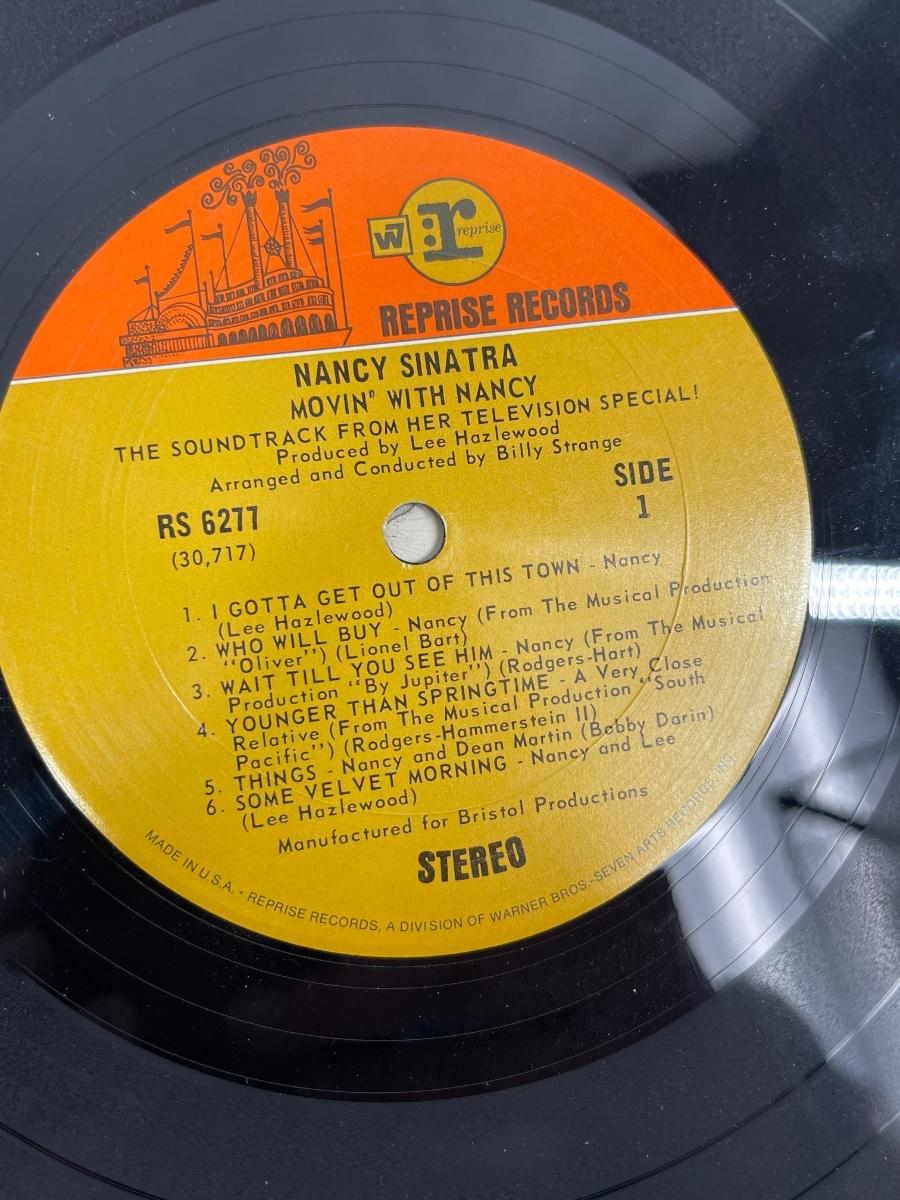 W7
r: reprise
REPRISE RECORDS
NANCY SINATRA
MOVIN' WITH NANCY
THE SOUNDTRACK FROM HER TELEVISION SPECIAL!
Produced by Lee Hazlewood
Arranged and Conducted by Billy Strange
RS 6277
(30,717)
SIDE
1
1. I GOTTA GET OUT OF THIS TOWN - Nancy
(Lee Hazlewood)
2. WHO WILL BUY - Nancy (From The Musical Production
"Oliver") (Lionel Bart)
3. WAIT TILL YOU SEE HIM - Nancy (From The Musical
Production "By Jupiter") (Rodgers-Hart)
4. YOUNGER THAN SPRINGTIME - A Very Close
Relative (From The Musical Production "South
Pacific") (Rodgers-Hammerstein II)
5. THINGS - Nancy and Dean Martin (Bobby Darin)
6. SOME VELVET MORNING - Nancy and Lee
(Lee Hazlewood)
Manufactured for Bristol Productions
STEREO
MADE IN U.S.A. • REPRISE RECORDS, A DIVISION OF WARNER BROS.-SEVEN ARTS RECORDS, INC.